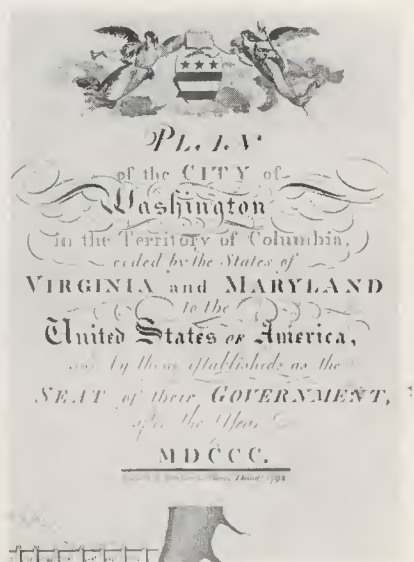 PLAN
of the CITY of
Washington
in the Territory of Columbia,
ceded by the States of
VIRGINIA and MARYLAND
to the
United States of America,
and by them established as the
SEAT of their GOVERNMENT,
after the Year
MDCCC.
1792